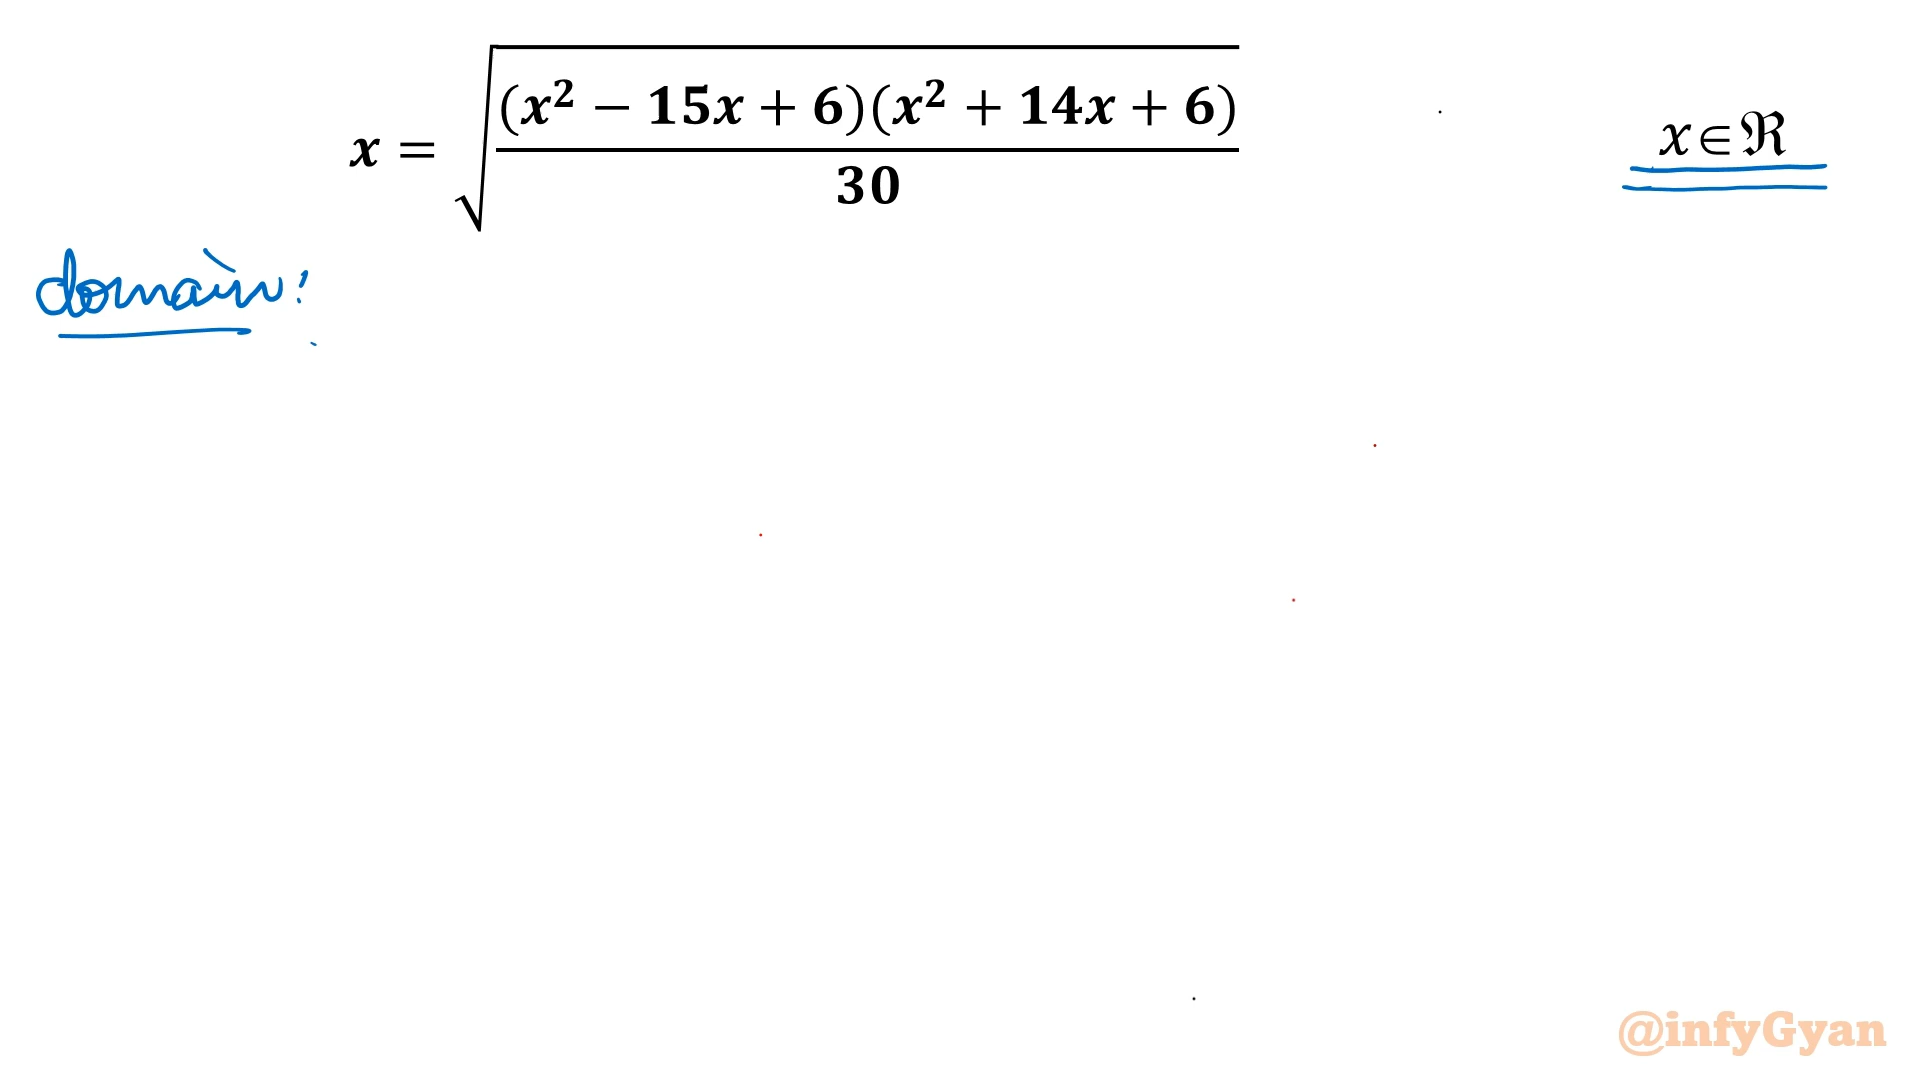 x = √((x² − 15x + 6)(x² + 14x + 6)/30)
x∈ℜ
domain:
@infyGyan